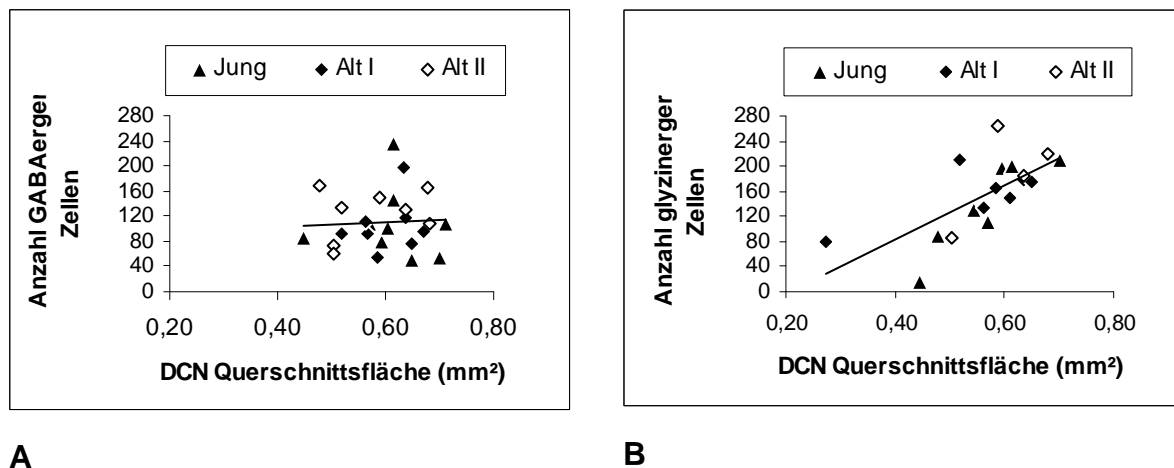 Jung Alt I Alt II
Anzahl GABAerger
Zellen
280
240
200
160
120
80
40
0
0,20 0,40 0,60 0,80
DCN Querschnittsfläche (mm²)
A
Jung Alt I Alt II
Anzahl glyzinerger
Zellen
280
240
200
160
120
80
40
0
0,20 0,40 0,60 0,80
DCN Querschnittsfläche (mm²)
B